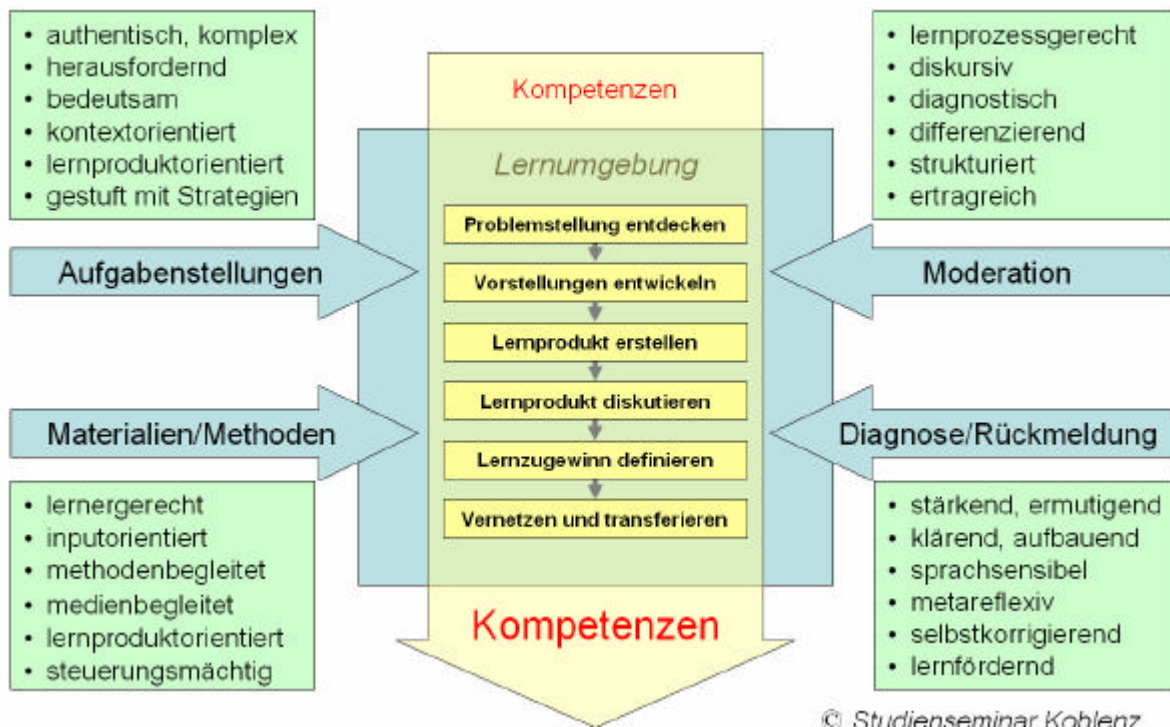 • authentisch, komplex
• herausfordernd
• bedeutsam
• kontextorientiert
• lernproduktorientiert
• gestuft mit Strategien
Aufgabenstellungen
Materialien/Methoden
• lernergerecht
• inputorientiert
• methodenbegleitet
• medienbegleitet
• lernproduktorientiert
• steuerungsmächtig
Kompetenzen
Lernumgebung
Problemstellung entdecken
Vorstellungen entwickeln
Lernprodukt erstellen
Lernprodukt diskutieren
Lernzugewinn definieren
Vernetzen und transferieren
Kompetenzen
• lernprozessgerecht
• diskursiv
• diagnostisch
• differenzierend
• strukturiert
• ertragreich
Moderation
Diagnose/Rückmeldung
• stärkend, ermutigend
• klärend, aufbauend
• sprachsensibel
• metareflexiv
• selbstkorrigierend
• lernfördernd
© Studienseminar Koblenz